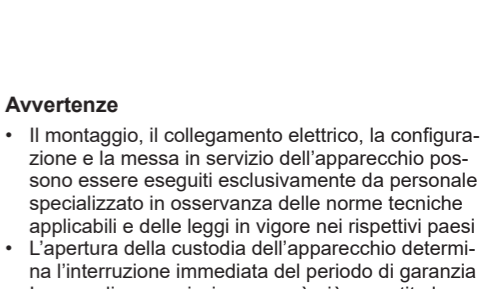 Avvertenze
• Il montaggio, il collegamento elettrico, la configura-
zione e la messa in servizio dell'apparecchio pos-
sono essere eseguiti esclusivamente da personale
specializzato in osservanza delle norme tecniche
applicabili e delle leggi in vigore nei rispettivi paesi
• L'apertura della custodia dell'apparecchio determi-
na l'interruzione immediata del periodo di garanzia